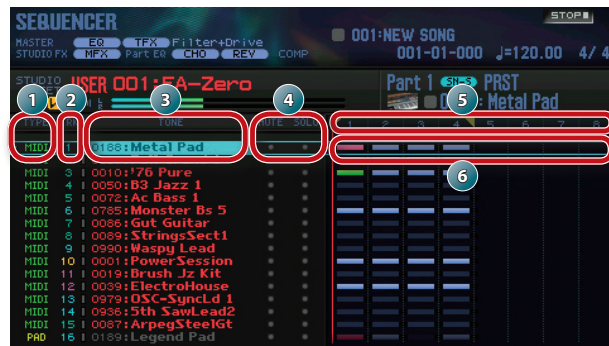 SEQUENCER
STOP
MASTER EQ TFX Filter+Drive
STUDIO FX MFX Part EQ CHO REV COMP
001:NEW SONG
001-01-000 ♩=120.00 4/4
STUDIO USER 001:FA-Zero
Part 1 SN-S PRST
: Metal Pad
1 2 3 4 5
TYPE TONE MUTE SOLO 1 2 3 4 5 6 7 8
MIDI 1 0188:Metal Pad
6
MIDI 3 0010:'76 Pure
MIDI 4 0050:B3 Jazz 1
MIDI 5 0072:Ac Bass 1
MIDI 6 0785:Monster Bs 5
MIDI 7 0086:Gut Guitar
MIDI 8 0089:StringsSect1
MIDI 9 0990:Waspy Lead
MIDI 10 0001:PowerSession
MIDI 11 0019:Brush Jz Kit
MIDI 12 0039:ElectroHouse
MIDI 13 0979:OSC-SyncLd 1
MIDI 14 0936:5th SawLead2
MIDI 15 0087:ArpegSteelGt
PAD 16 0189:Legend Pad